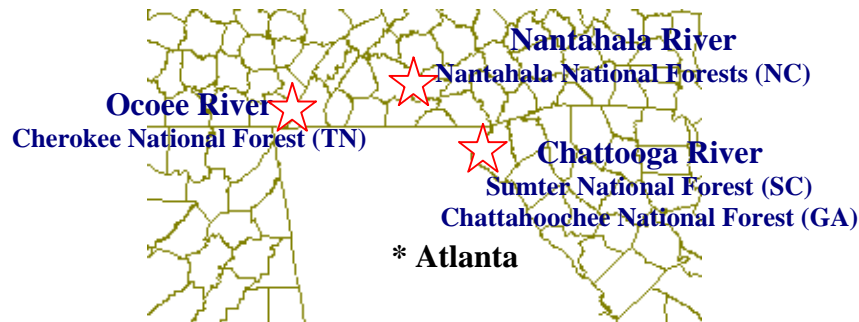 Nantahala River
Nantahala National Forests (NC)
Ocoee River
Cherokee National Forest (TN)
Chattooga River
Sumter National Forest (SC)
Chattahoochee National Forest (GA)
* Atlanta